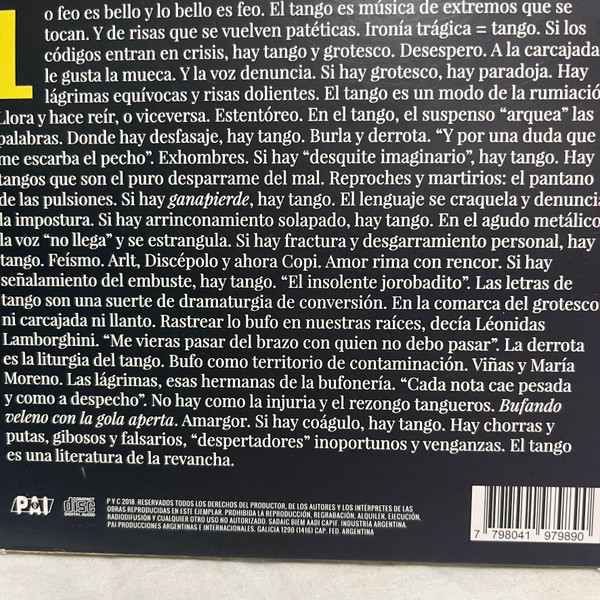 L
o feo es bello y lo bello es feo. El tango es música de extremos que se
tocan. Y de risas que se vuelven patéticas. Ironía trágica = tango. Si los
códigos entran en crisis, hay tango y grotesco. Desespero. A la carcajada
le gusta la mueca. Y la voz denuncia. Si hay grotesco, hay paradoja. Hay
lágrimas equívocas y risas dolientes. El tango es un modo de la rumiació
Llora y hace reír, o viceversa. Estentóreo. En el tango, el suspenso “arquea” las
palabras. Donde hay desfasaje, hay tango. Burla y derrota. “Y por una duda que
me escarba el pecho”. Exhombres. Si hay “desquite imaginario”, hay tango. Hay
tangos que son el puro desparrame del mal. Reproches y martirios: el pantano
de las pulsiones. Si hay ganapierde, hay tango. El lenguaje se craquela y denuncia
la impostura. Si hay arrinconamiento solapado, hay tango. En el agudo metálico
la voz “no llega” y se estrangula. Si hay fractura y desgarramiento personal, hay
tango. Feísmo. Arlt, Discépolo y ahora Copi. Amor rima con rencor. Si hay
señalamiento del embuste, hay tango. “El insolente jorobadito”. Las letras de
tango son una suerte de dramaturgia de conversión. En la comarca del grotesco
ni carcajada ni llanto. Rastrear lo bufo en nuestras raíces, decía Léonidas
Lamborghini. “Me vieras pasar del brazo con quien no debo pasar”. La derrota
es la liturgia del tango. Bufo como territorio de contaminación. Viñas y María
Moreno. Las lágrimas, esas hermanas de la bufonería. “Cada nota cae pesada
y como a despecho”. No hay como la injuria y el rezongo tangueros. Bufando
veleno con la gola aperta. Amargor. Si hay coágulo, hay tango. Hay chorras y
putas, gibosos y falsarios, “despertadores” inoportunos y venganzas. El tango
es una literatura de la revancha.
PAI
COMPACT
disc
DIGITAL AUDIO
P Y C 2018. RESERVADOS TODOS LOS DERECHOS DEL PRODUCTOR, DE LOS AUTORES Y LOS INTÉRPRETES DE LAS
OBRAS REPRODUCIDAS EN ESTE EJEMPLAR. PROHIBIDA LA REPRODUCCIÓN, REGRABACIÓN, ALQUILER, EJECUCIÓN,
RADIODIFUSIÓN Y CUALQUIER OTRO USO NO AUTORIZADO. SADAIC BIEM AADI CAPIF. INDUSTRIA ARGENTINA.
PAI PRODUCCIONES ARGENTINAS E INTERNACIONALES. GALICIA 1290 (1416) CAP. FED. ARGENTINA
7 798041 979890